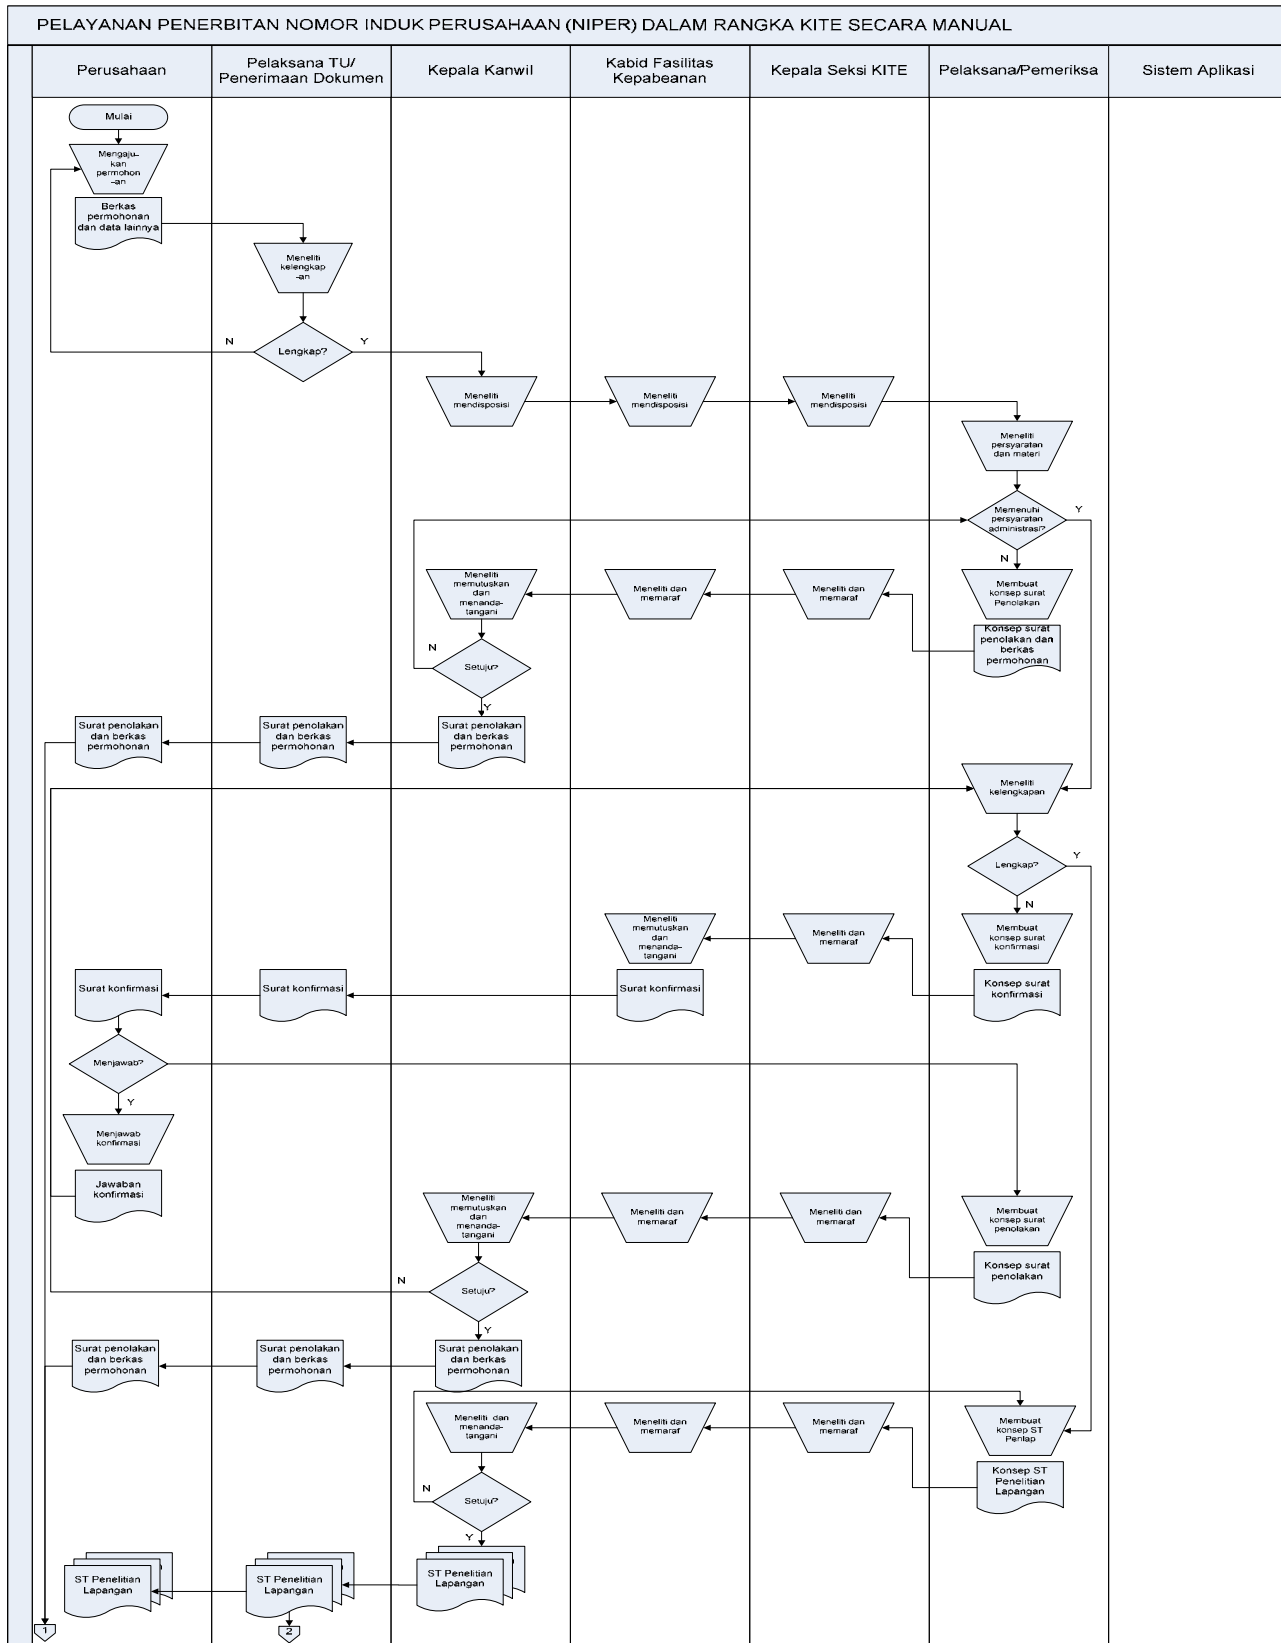 PELAYANAN PENERBITAN NOMOR INDUK PERUSAHAAN (NIPER) DALAM RANGKA KITE SECARA MANUAL
Perusahaan
Pelaksana TU/
Penerimaan Dokumen
Kepala Kanwil
Kabid Fasilitas
Kepabeanan
Kepala Seksi KITE
Pelaksana/Pemeriksa
Sistem Aplikasi
Mulai
Mengaju-
kan
permohon
-an
Berkas
permohonan
dan data lainnya
Meneliti
kelengkap
-an
N
Lengkap?
Y
Meneliti
mendisposisi
Meneliti
mendisposisi
Meneliti
mendisposisi
Meneliti
persyaratan
dan materi
Memenuhi
persyaratan
administrasi?
Y
N
Meneliti
memutuskan
dan
menanda-
tangani
Meneliti dan
memaraf
Meneliti dan
memaraf
Membuat
konsep surat
Penolakan
Konsep surat
penolakan dan
berkas
permohonan
N
Setuju?
Y
Surat penolakan
dan berkas
permohonan
Surat penolakan
dan berkas
permohonan
Surat penolakan
dan berkas
permohonan
Meneliti
kelengkapan
Lengkap?
Y
N
Meneliti
memutuskan
dan
menanda-
tangani
Meneliti dan
memaraf
Membuat
konsep surat
konfirmasi
Surat konfirmasi
Surat konfirmasi
Surat konfirmasi
Konsep surat
konfirmasi
Menjawab?
Y
Menjawab
konfirmasi
Jawaban
konfirmasi
Meneliti
memutuskan
dan
menanda-
tangani
Meneliti dan
memaraf
Meneliti dan
memaraf
Membuat
konsep surat
penolakan
Konsep surat
penolakan
N
Setuju?
Y
Surat penolakan
dan berkas
permohonan
Surat penolakan
dan berkas
permohonan
Surat penolakan
dan berkas
permohonan
Meneliti dan
menanda-
tangani
Meneliti dan
memaraf
Meneliti dan
memaraf
Membuat
konsep ST
Penlap
Konsep ST
Penelitian
Lapangan
N
Setuju?
Y
ST Penelitian
Lapangan
ST Penelitian
Lapangan
ST Penelitian
Lapangan
1
2